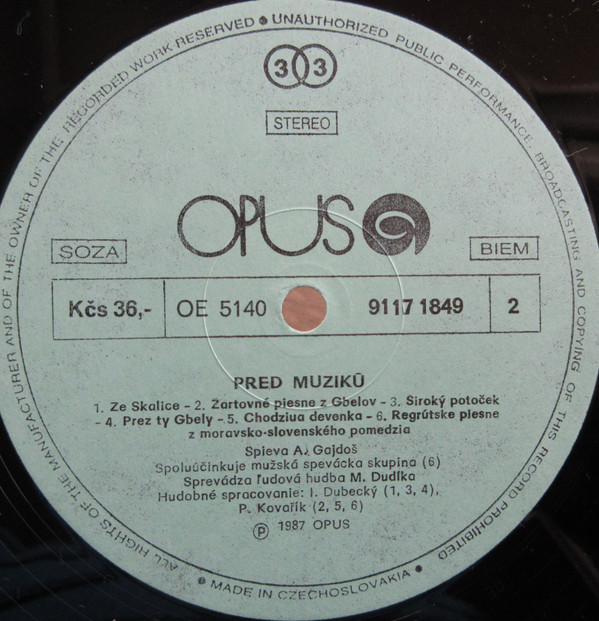 ALL RIGHTS OF THE MANUFACTURER AND OF THE OWNER OF THE RECORDED WORK RESERVED ● UNAUTHORIZED PUBLIC PERFORMANCE, BROADCASTING AND COPYING OF THIS RECORD PROHIBITED
● MADE IN CZECHOSLOVAKIA ●
33
STEREO
OPUS
SOZA
BIEM
Kčs 36,- OE 5140 9117 1849 2
PRED MUZIKŮ
1. Ze Skalice - 2. Žartovné piesne z Gbelov - 3. Široký potoček
- 4. Prez ty Gbely - 5. Chodziua devenka - 6. Regrútske piesne
z moravsko-slovenského pomedzia
Spieva A. Gajdoš
Spoluúčinkuje mužská spevácka skupina (6)
Sprevádza ľudová hudba M. Dudíka
Hudobné spracovanie: I. Dubecký (1, 3, 4),
P. Kovařík (2, 5, 6)
Ⓟ 1987 OPUS